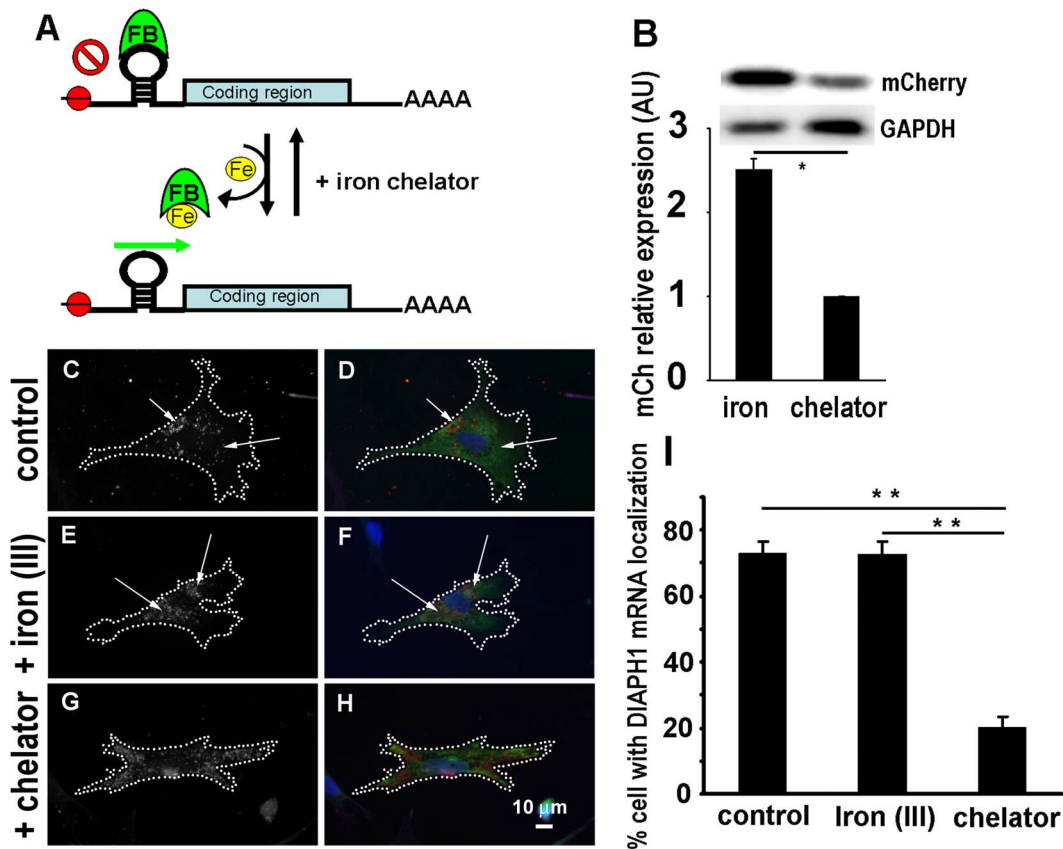 A
FB
Coding region
AAAA
Fe
+ iron chelator
FB
Fe
Coding region
AAAA
B
mCherry
GAPDH
mCh relative expression (AU)
3
2
1
0
*
iron chelator
control
C
D
+ iron (III)
E
F
+ chelator
G
H
10 µm
I
% cell with DIAPH1 mRNA localization
80
60
40
20
0
* *
* *
control Iron (III) chelator